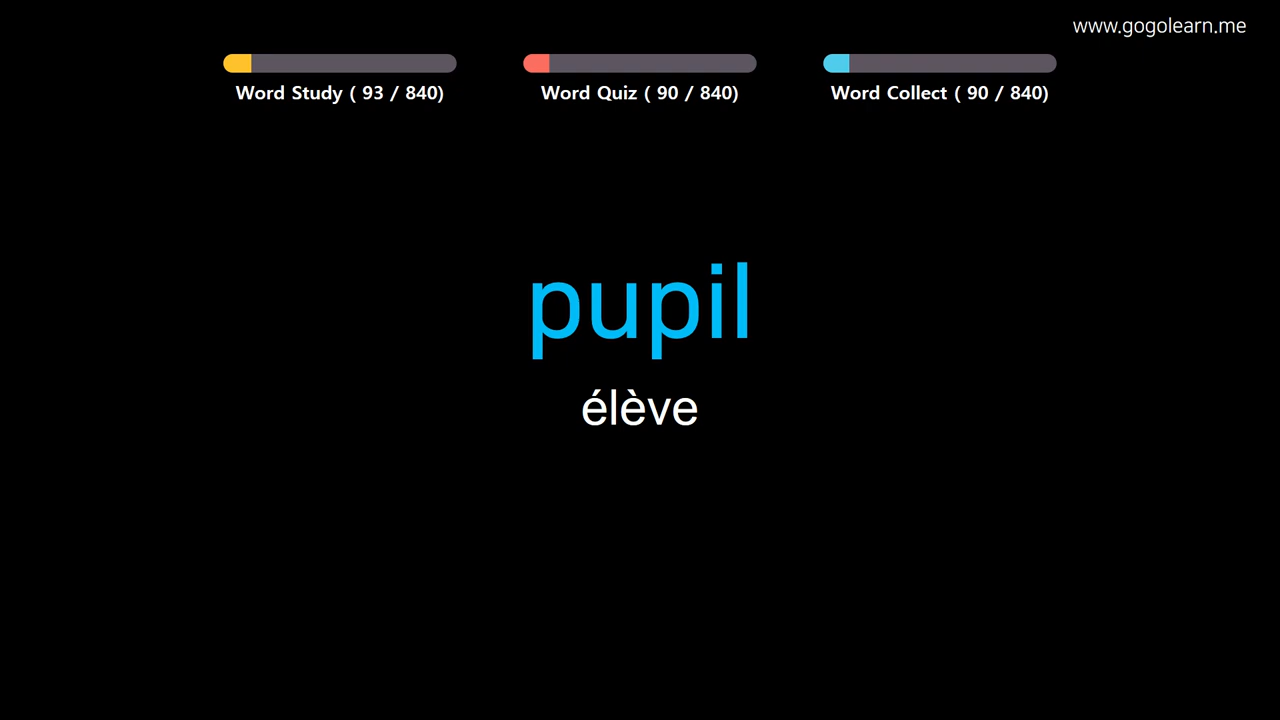 www.gogolearn.me
Word Study ( 93 / 840)
Word Quiz ( 90 / 840)
Word Collect ( 90 / 840)
pupil
élève